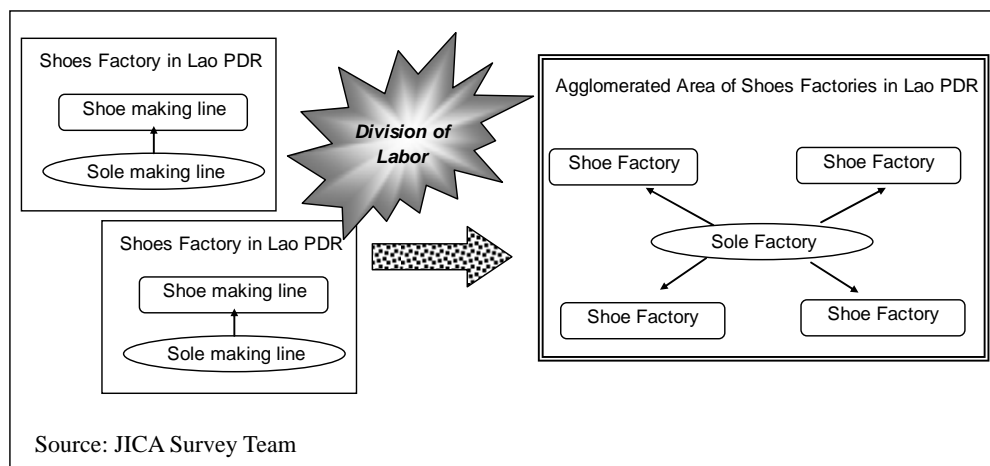 Shoes Factory in Lao PDR
Shoe making line
Sole making line
Shoes Factory in Lao PDR
Shoe making line
Sole making line
Division of
Labor
Agglomerated Area of Shoes Factories in Lao PDR
Shoe Factory
Shoe Factory
Sole Factory
Shoe Factory
Shoe Factory
Source: JICA Survey Team